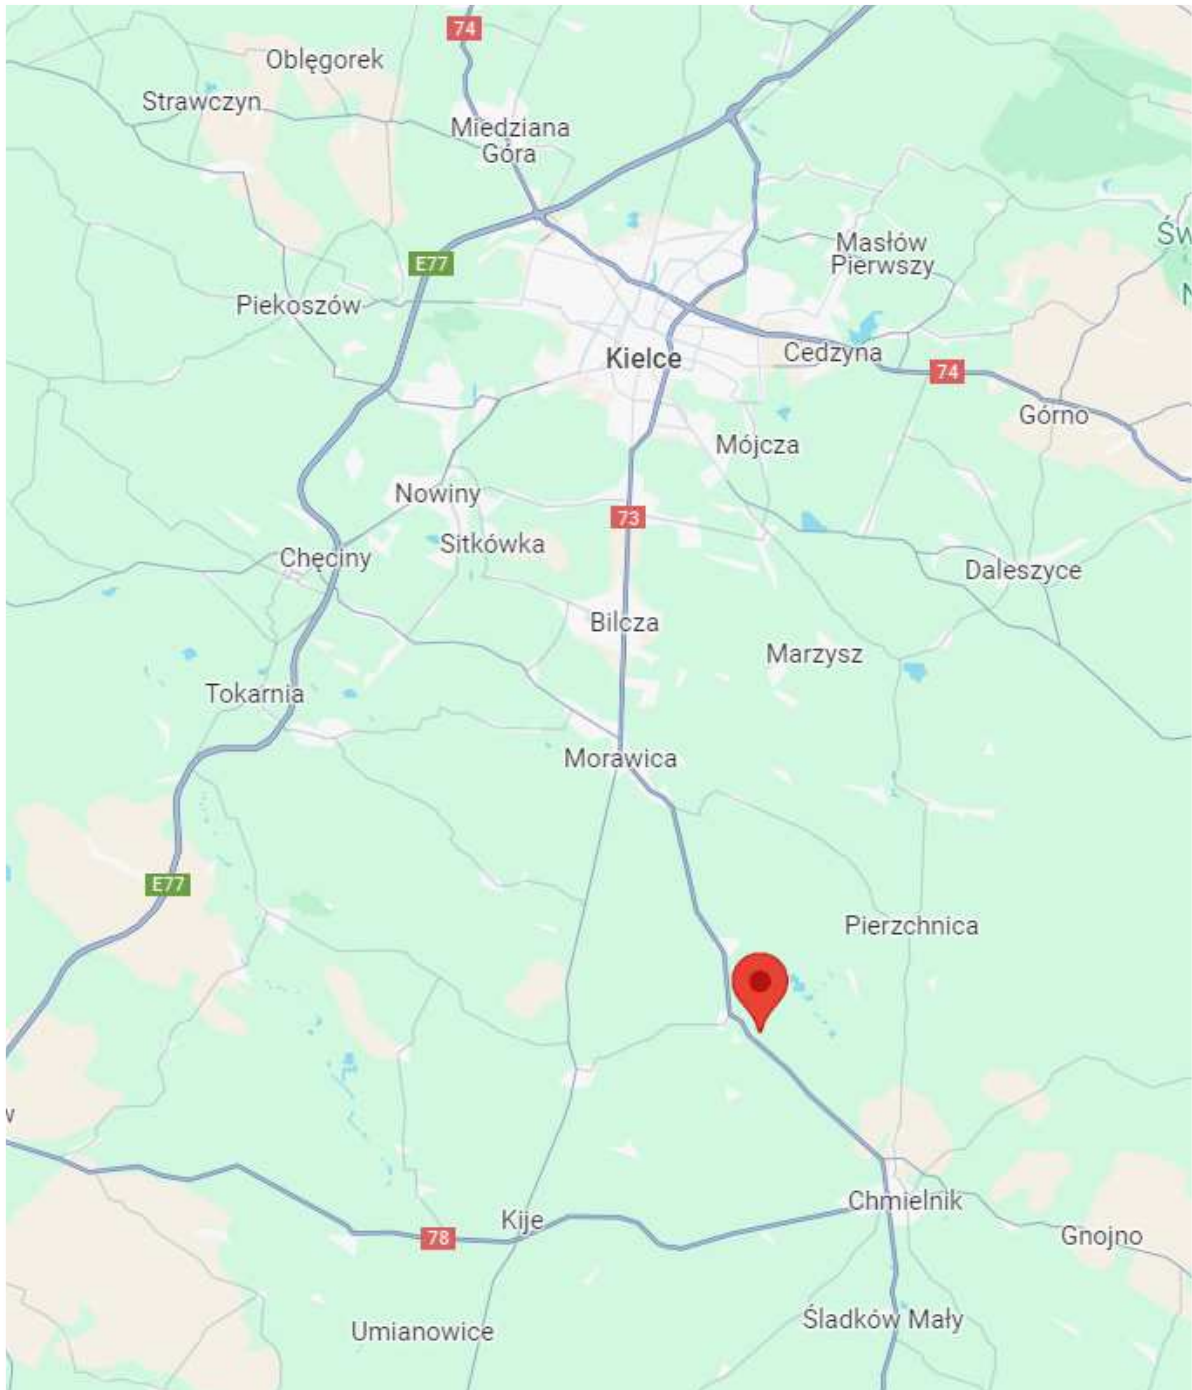 74
Oblęgorek
Strawczyn
Miedziana
Góra
Św
Masłów
Pierwszy
E77
N
Piekoszów
Kielce
Cedzyna
74
Górno
Mójcza
Nowiny
73
Sitkówka
Chęciny
Daleszyce
Bilcza
Marzysz
Tokarnia
Morawica
E77
Pierzchnica
w
Chmielnik
Kije
78
Gnojno
Śladków Mały
Umianowice